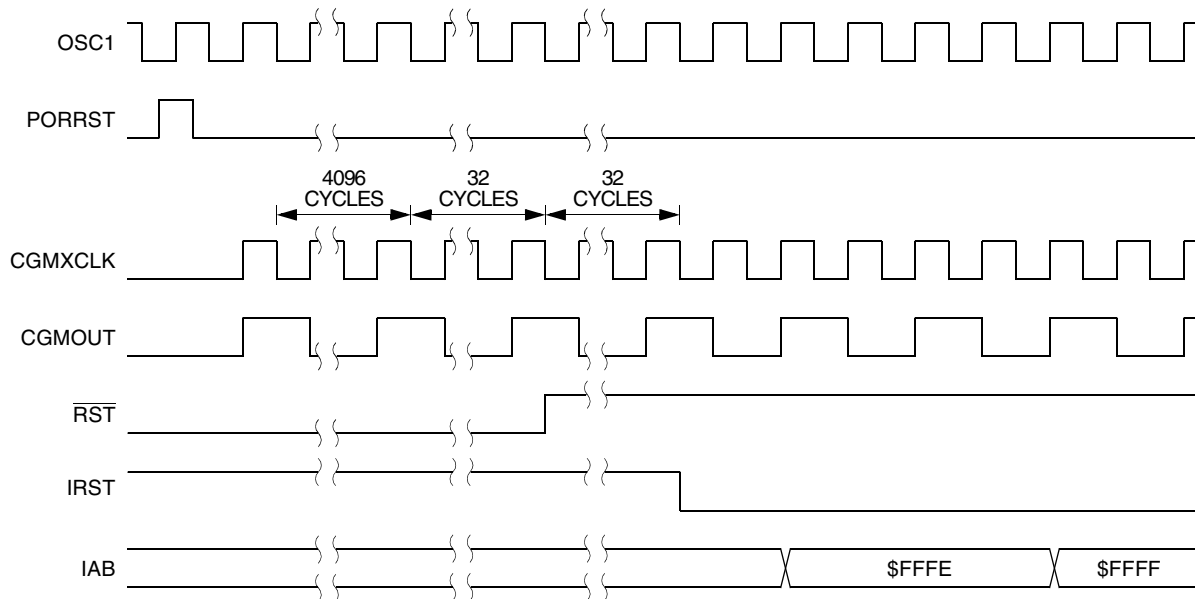 OSC1
PORRST
4096
CYCLES
32
CYCLES
32
CYCLES
CGMXCLK
CGMOUT
RST
IRST
IAB
$FFFE
$FFFF